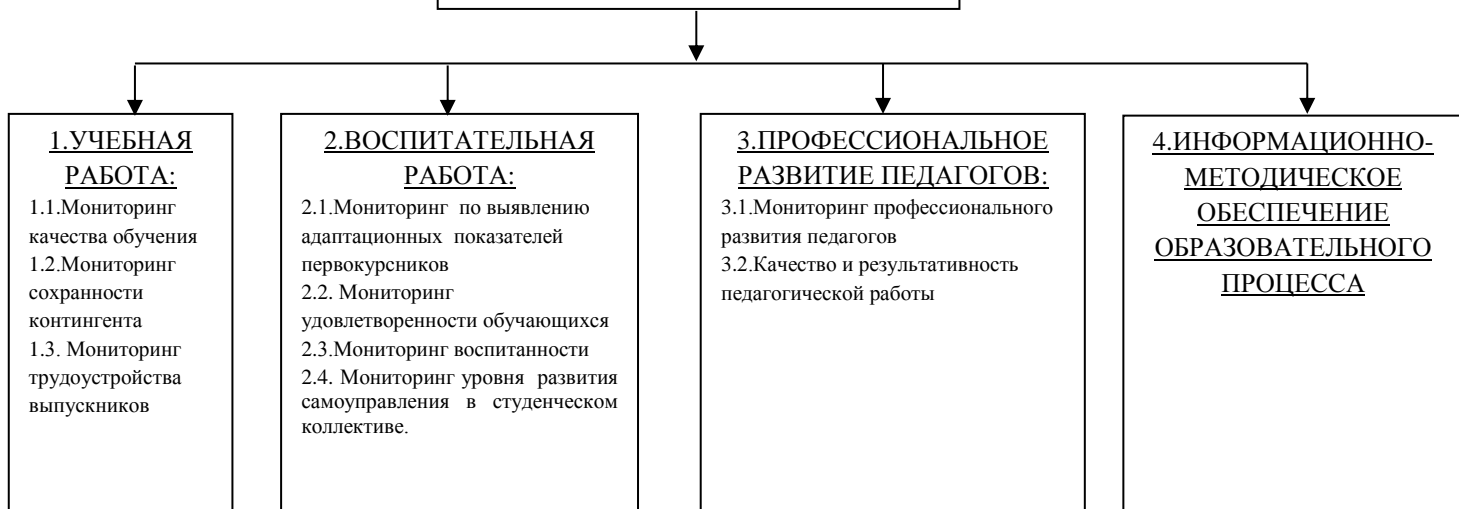 1.УЧЕБНАЯ
РАБОТА:
1.1.Мониторинг
качества обучения
1.2.Мониторинг
сохранности
контингента
1.3. Мониторинг
трудоустройства
выпускников
2.ВОСПИТАТЕЛЬНАЯ
РАБОТА:
2.1.Мониторинг по выявлению
адаптационных показателей
первокурсников
2.2. Мониторинг
удовлетворенности обучающихся
2.3.Мониторинг воспитанности
2.4. Мониторинг уровня развития
самоуправления в студенческом
коллективе.
3.ПРОФЕССИОНАЛЬНОЕ
РАЗВИТИЕ ПЕДАГОГОВ:
3.1.Мониторинг профессионального
развития педагогов
3.2.Качество и результативность
педагогической работы
4.ИНФОРМАЦИОННО-
МЕТОДИЧЕСКОЕ
ОБЕСПЕЧЕНИЕ
ОБРАЗОВАТЕЛЬНОГО
ПРОЦЕССА